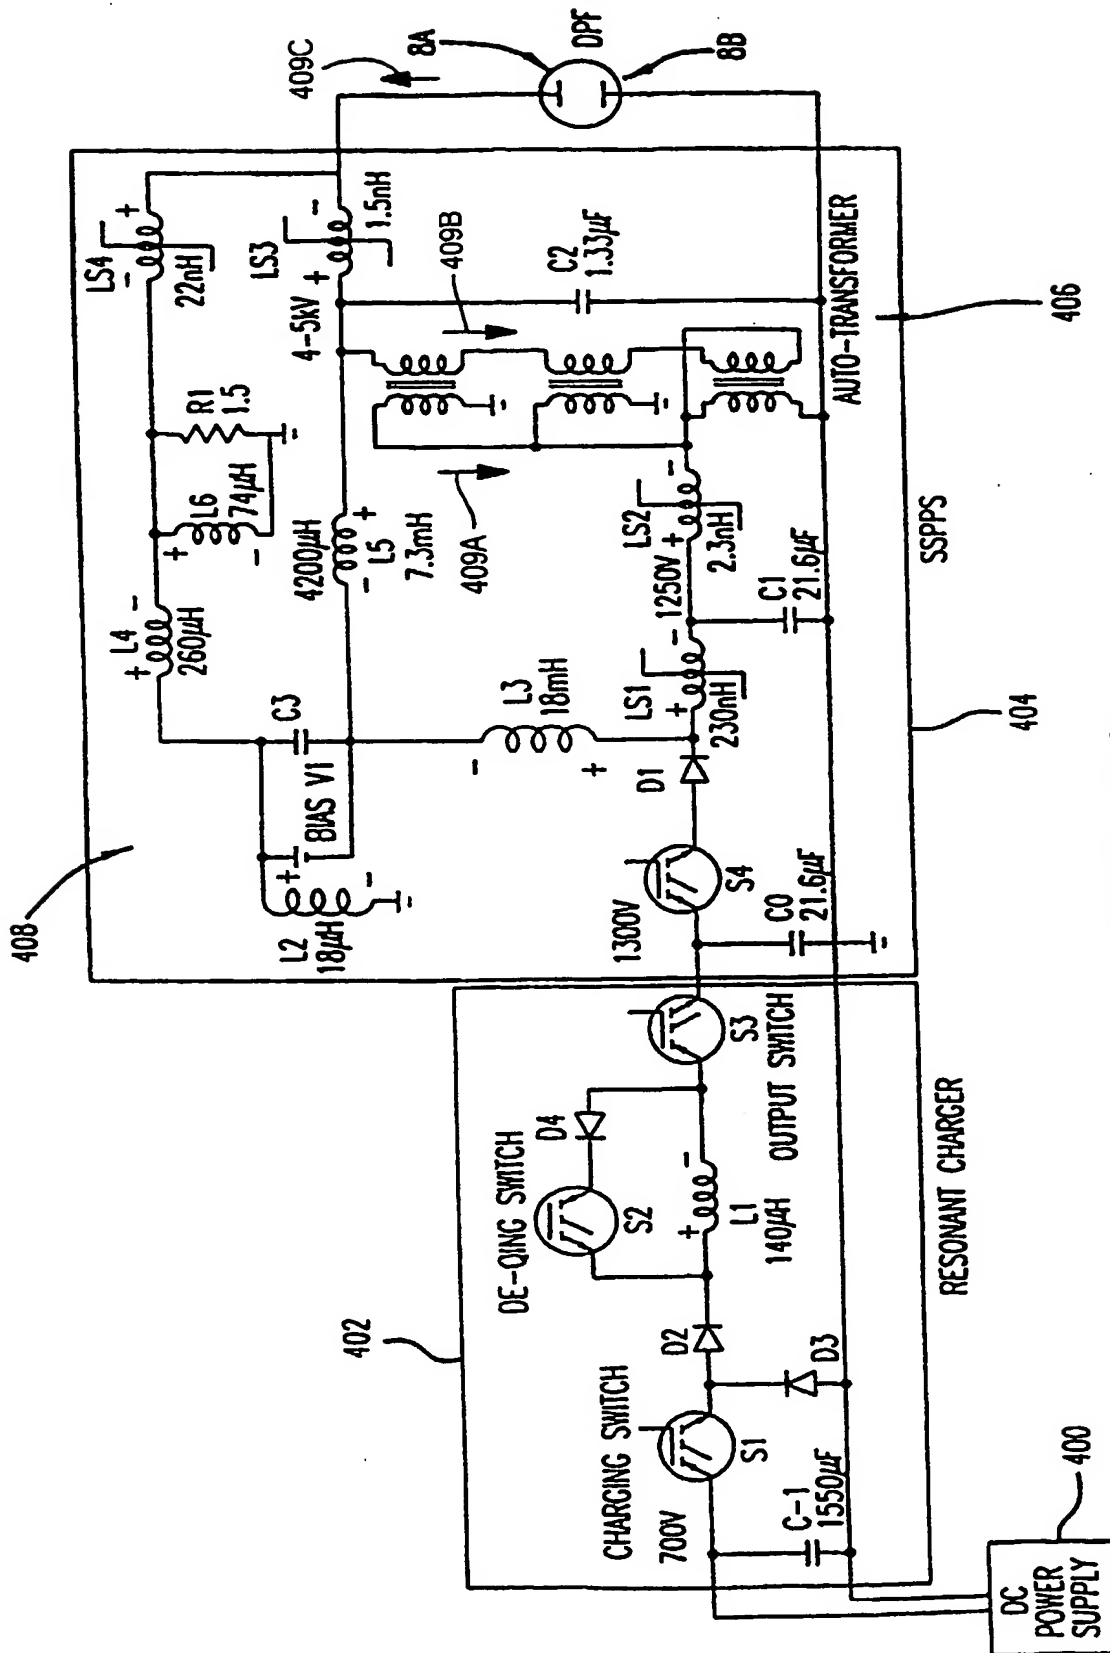 408
409C
8A
DPF
8B
LS4
+
-
22nH
LS3
+
-
1.5nH
4-5kV
409B
C2
1.33µF
406
AUTO-TRANSFORMER
R1
1.5
L6
74µH
+
-
L4
+
-
260µH
4200µH
L5
-
+
7.3mH
409A
LS2
+
-
2.3nH
1250V
C1
21.6µF
SSPPS
404
C3
BIAS V1
+
L2
18µH
-
L3
18mH
-
+
LS1
+
-
230nH
D1
S4
1300V
C0
21.6µF
402
DE-QING SWITCH
S2
D4
S3
OUTPUT SWITCH
L1
+
-
140µH
D2
D3
CHARGING SWITCH
S1
700V
C-1
1550µF
RESONANT CHARGER
400
DC
POWER
SUPPLY